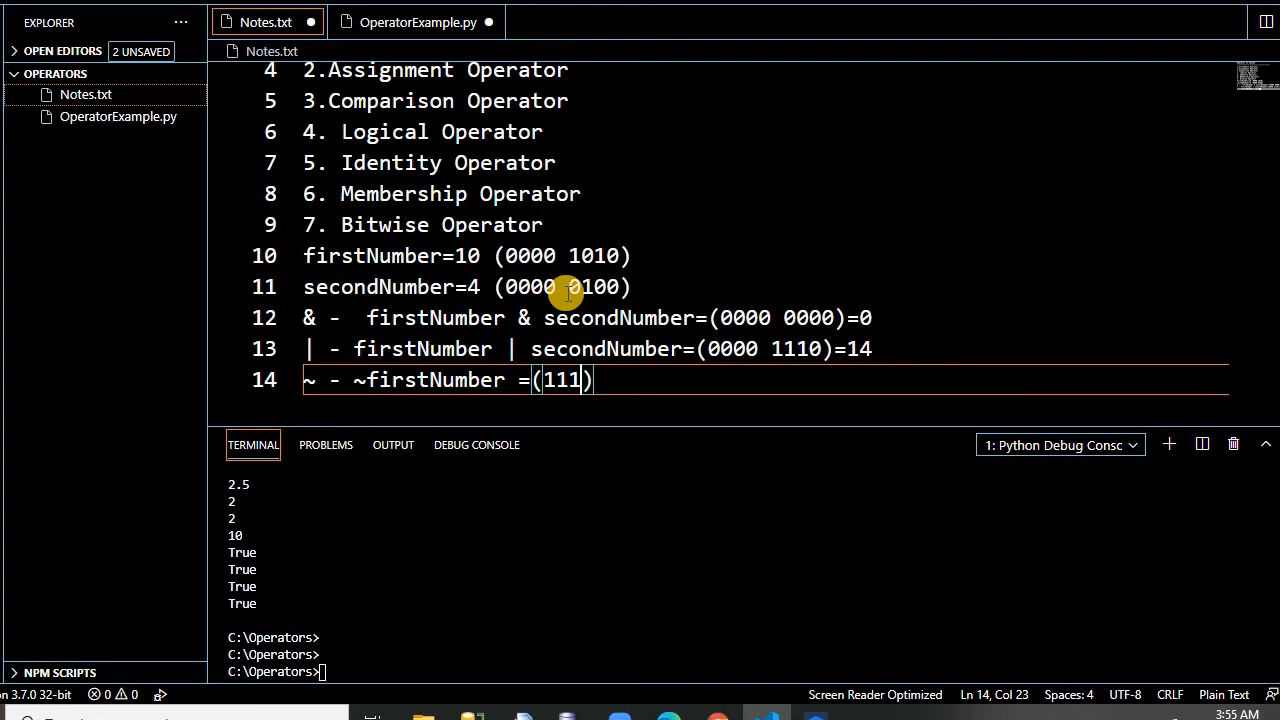 EXPLORER ···
Notes.txt
OperatorExample.py
OPEN EDITORS 2 UNSAVED
Notes.txt
OPERATORS
Notes.txt
OperatorExample.py
4 2.Assignment Operator
5 3.Comparison Operator
6 4. Logical Operator
7 5. Identity Operator
8 6. Membership Operator
9 7. Bitwise Operator
10 firstNumber=10 (0000 1010)
11 secondNumber=4 (0000 0100)
12 & -  firstNumber & secondNumber=(0000 0000)=0
13 | - firstNumber | secondNumber=(0000 1110)=14
14 ~ - ~firstNumber =(111)
TERMINAL PROBLEMS OUTPUT DEBUG CONSOLE 1: Python Debug Consc
2.5
2
2
10
True
True
True
True
C:\Operators>
C:\Operators>
C:\Operators>
NPM SCRIPTS
on 3.7.0 32-bit 0 0 Screen Reader Optimized Ln 14, Col 23 Spaces: 4 UTF-8 CRLF Plain Text
3:55 AM